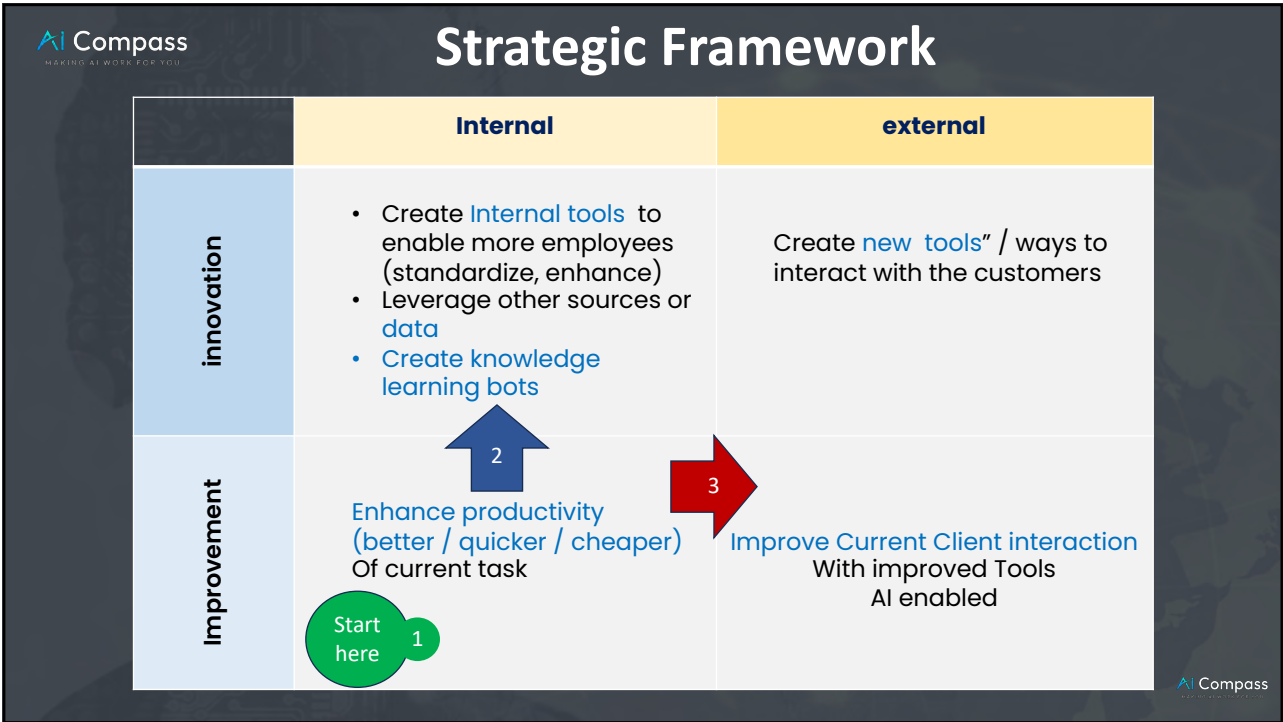 Ai Compass
MAKING AI WORK FOR YOU
Strategic Framework
Internal
external
innovation
• Create Internal tools to
enable more employees
(standardize, enhance)
• Leverage other sources or
data
• Create knowledge
learning bots
Create new tools” / ways to
interact with the customers
2
3
Improvement
Enhance productivity
(better / quicker / cheaper)
Of current task
Start
here
1
Improve Current Client interaction
With improved Tools
AI enabled
Ai Compass